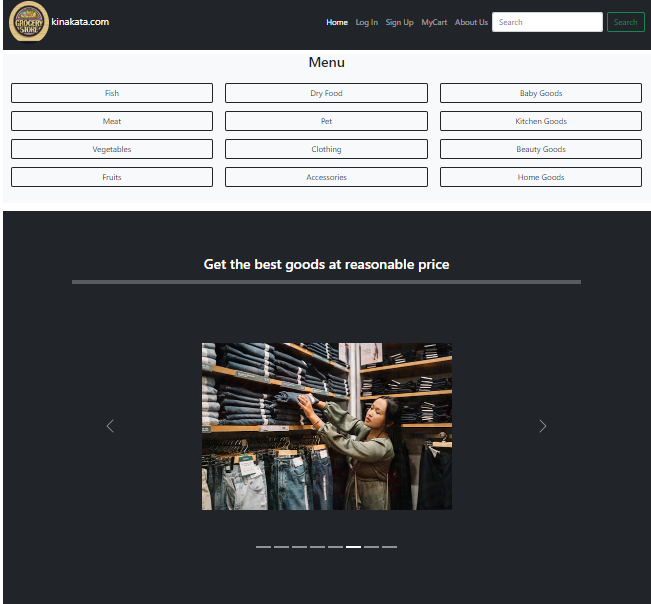 GROCERY
STORE
kinakata.com
Home Log In Sign Up MyCart About Us Search Search
Menu
Fish Dry Food Baby Goods
Meat Pet Kitchen Goods
Vegetables Clothing Beauty Goods
Fruits Accessories Home Goods
Get the best goods at reasonable price